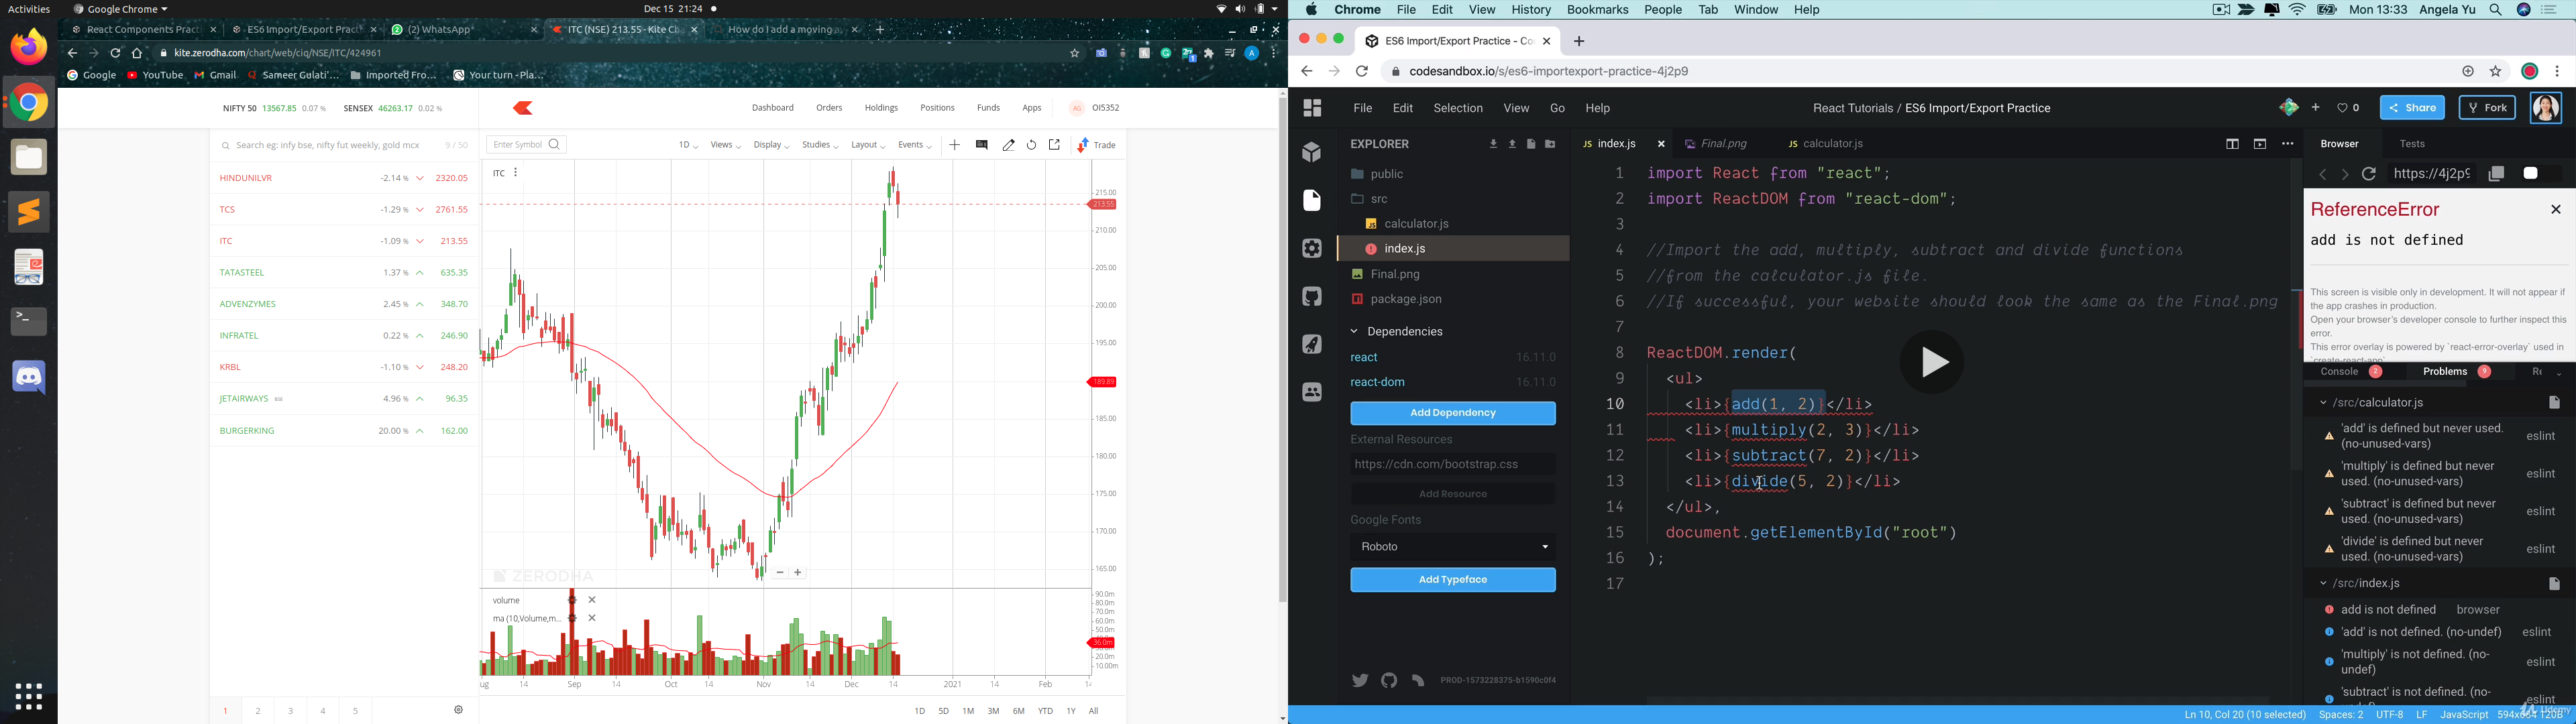 Activities
Google Chrome
Dec 15 21:24
React Components Pract
ES6 Import/Export Pract
(2) WhatsApp
ITC (NSE) 213.55 - Kite Ch
How do I add a moving a
kite.zerodha.com/chart/web/ciq/NSE/ITC/424961
Google
YouTube
Gmail
Sameer Gulati'...
Imported Fro...
Your turn - Pla...
NIFTY 50 13567.85 0.07 %
SENSEX 46263.17 0.02 %
Dashboard
Orders
Holdings
Positions
Funds
Apps
AG
OI5352
Search eg: infy bse, nifty fut weekly, gold mcx
9 / 50
HINDUNILVR -2.14 % 2320.05
TCS -1.29 % 2761.55
ITC -1.09 % 213.55
TATASTEEL 1.37 % 635.35
ADVENZYMES 2.45 % 348.70
INFRATEL 0.22 % 246.90
KRBL -1.10 % 248.20
JETAIRWAYS BSE 4.96 % 96.35
BURGERKING 20.00 % 162.00
1 2 3 4 5
Enter Symbol
1D
Views
Display
Studies
Layout
Events
Trade
ITC
215.00
213.55
210.00
205.00
200.00
195.00
189.89
185.00
180.00
175.00
170.00
165.00
ZERODHA
volume
ma (10,Volume,m...
90.0m
80.0m
70.0m
60.0m
50.0m
36.0m
20.0m
10.00m
ug 14 Sep 14 Oct 14 Nov 14 Dec 14 2021 14 Feb
1D 5D 1M 3M 6M YTD 1Y All
Chrome File Edit View History Bookmarks People Tab Window Help
Mon 13:33 Angela Yu
ES6 Import/Export Practice - Co
codesandbox.io/s/es6-importexport-practice-4j2p9
File Edit Selection View Go Help
React Tutorials / ES6 Import/Export Practice
0
Share
Fork
EXPLORER
public
src
calculator.js
index.js
Final.png
package.json
Dependencies
react 16.11.0
react-dom 16.11.0
Add Dependency
External Resources
https://cdn.com/bootstrap.css
Add Resource
Google Fonts
Roboto
Add Typeface
PROD-1573228375-b1590c0f4
JS index.js
Final.png
JS calculator.js
1 import React from "react";
2 import ReactDOM from "react-dom";
3
4 //Import the add, multiply, subtract and divide functions
5 //from the calculator.js file.
6 //If successful, your website should look the same as the Final.png
7
8 ReactDOM.render(
9 <ul>
10 <li>{add(1, 2)}</li>
11 <li>{multiply(2, 3)}</li>
12 <li>{subtract(7, 2)}</li>
13 <li>{divide(5, 2)}</li>
14 </ul>,
15 document.getElementById("root")
16 );
17
Browser
Tests
https://4j2p9
ReferenceError
add is not defined
This screen is visible only in development. It will not appear if
the app crashes in production.
Open your browser's developer console to further inspect this
error.
This error overlay is powered by `react-error-overlay` used in
`create-react-app`
Console 2
Problems 9
Re
/src/calculator.js
'add' is defined but never used. eslint
(no-unused-vars)
'multiply' is defined but never eslint
used. (no-unused-vars)
'subtract' is defined but never eslint
used. (no-unused-vars)
'divide' is defined but never eslint
used. (no-unused-vars)
/src/index.js
add is not defined browser
'add' is not defined. (no-undef) eslint
'multiply' is not defined. (no- eslint
undef)
'subtract' is not defined. (no- eslint
undef)
Udemy
Ln 10, Col 20 (10 selected) Spaces: 2 UTF-8 LF JavaScript